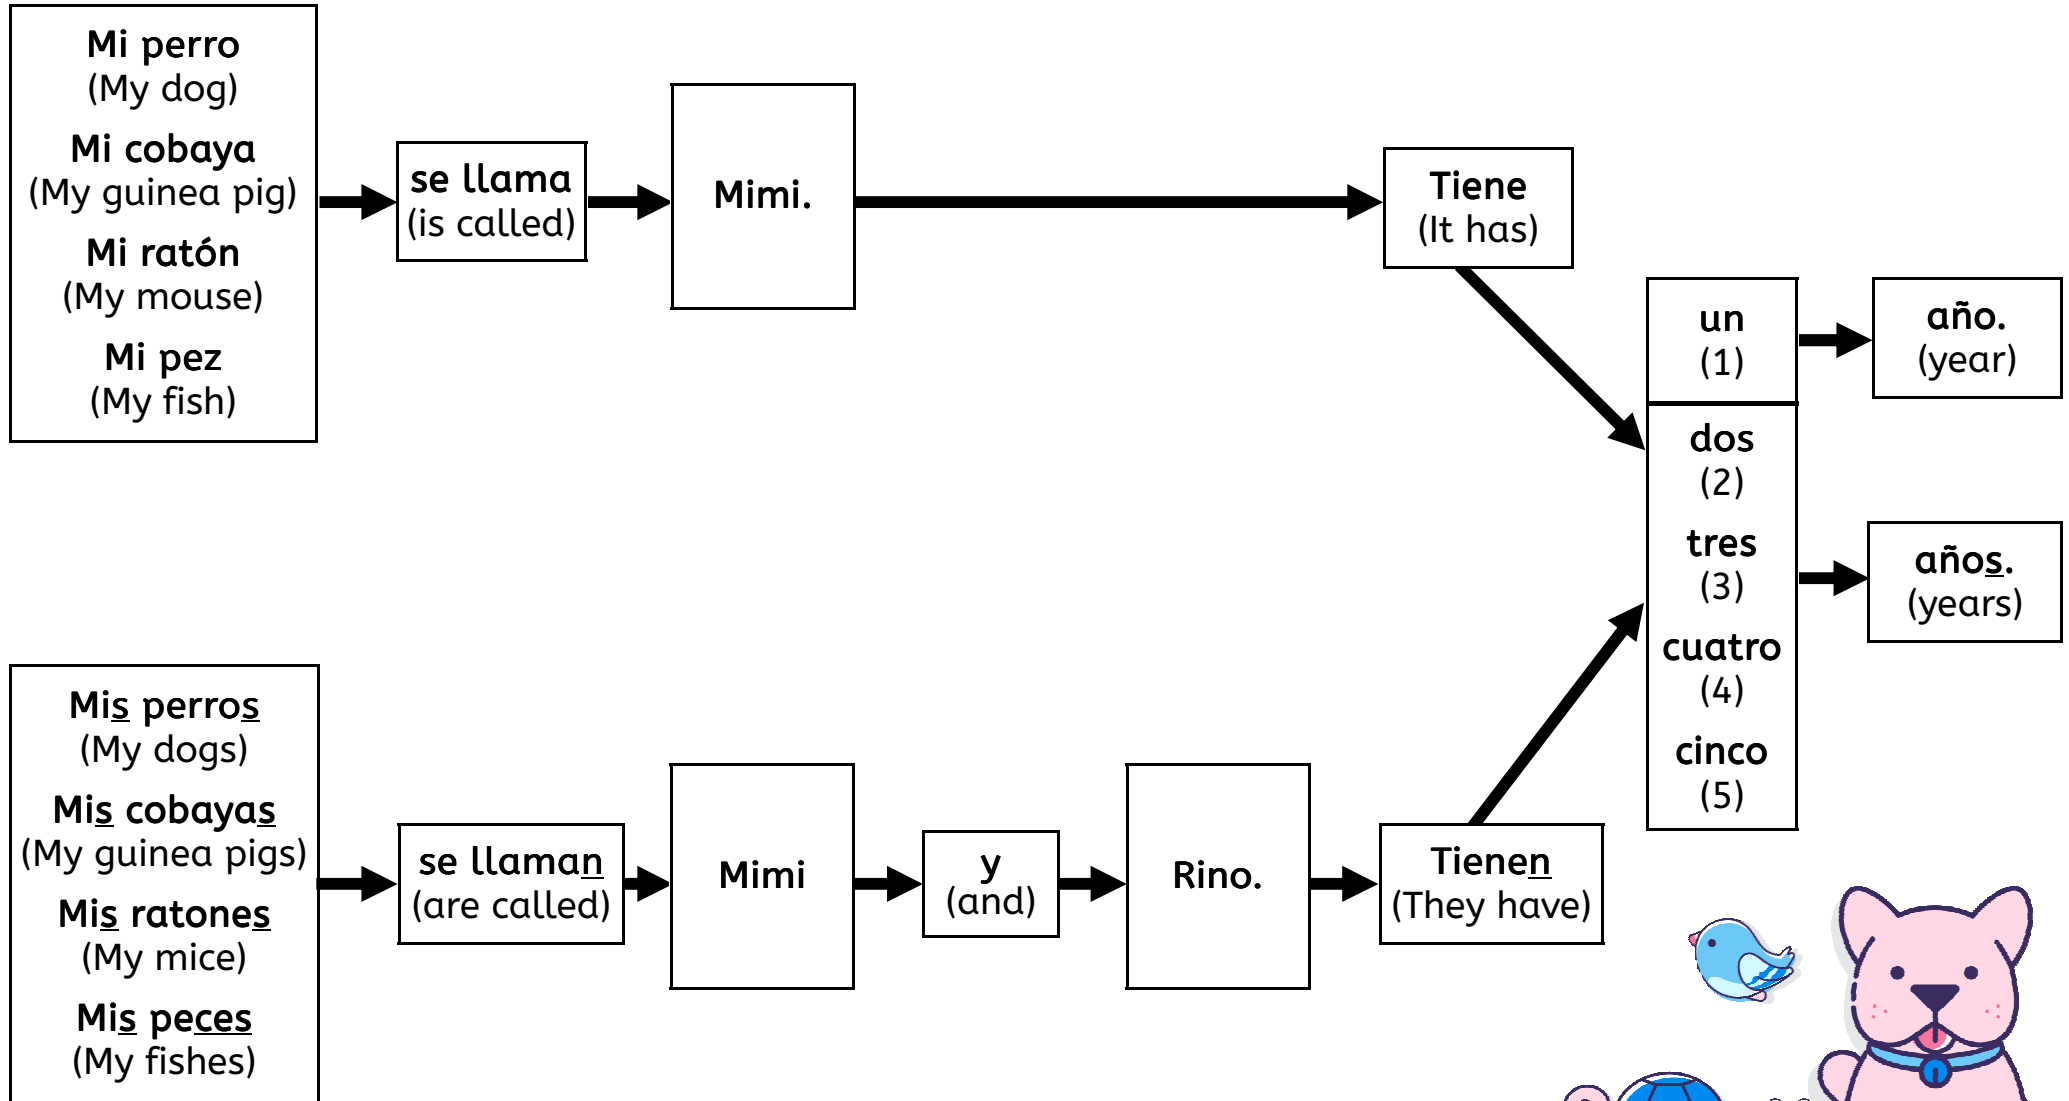 Mi perro
(My dog)
Mi cobaya
(My guinea pig)
Mi ratón
(My mouse)
Mi pez
(My fish)
se llama
(is called)
Mimi.
Tiene
(It has)
un
(1)
año.
(year)
dos
(2)
tres
(3)
cuatro
(4)
cinco
(5)
años.
(years)
Mis perros
(My dogs)
Mis cobayas
(My guinea pigs)
Mis ratones
(My mice)
Mis peces
(My fishes)
se llaman
(are called)
Mimi
y
(and)
Rino.
Tienen
(They have)